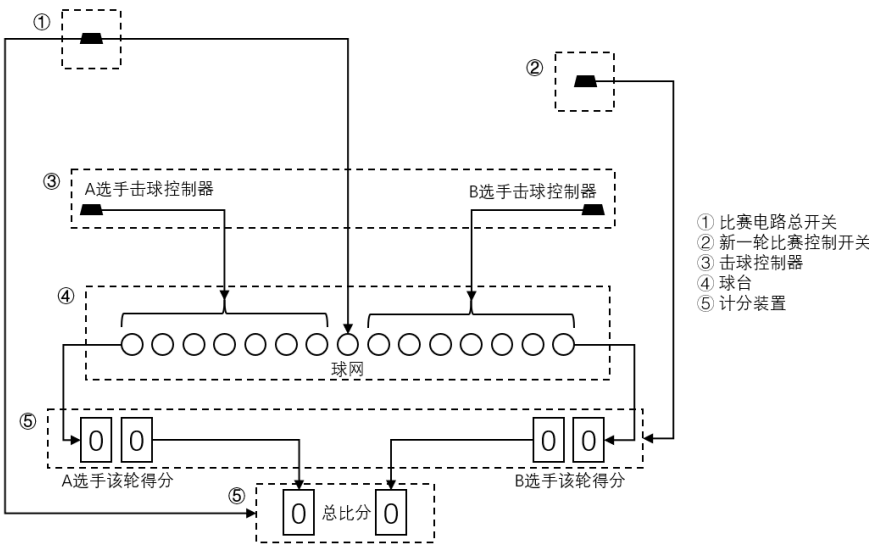 ①
②
③
A选手击球控制器
B选手击球控制器
① 比赛电路总开关
② 新一轮比赛控制开关
③ 击球控制器
④ 球台
⑤ 计分装置
④
球网
⑤
0 0
0 0
A选手该轮得分
B选手该轮得分
⑤
0 总比分 0